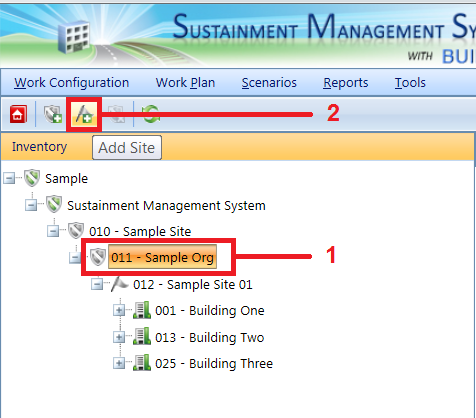 SUSTAINMENT MANAGEMENT SY
WITH BUI
Work Configuration Work Plan Scenarios Reports Tools
2
Inventory Add Site
Sample
Sustainment Management System
010 - Sample Site
011 - Sample Org 1
012 - Sample Site 01
001 - Building One
013 - Building Two
025 - Building Three